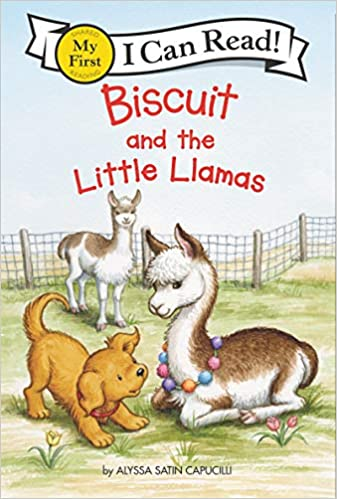 SHARED
My First
READING
I Can Read!
Biscuit
and the
Little Llamas
by ALYSSA SATIN CAPUCILLI